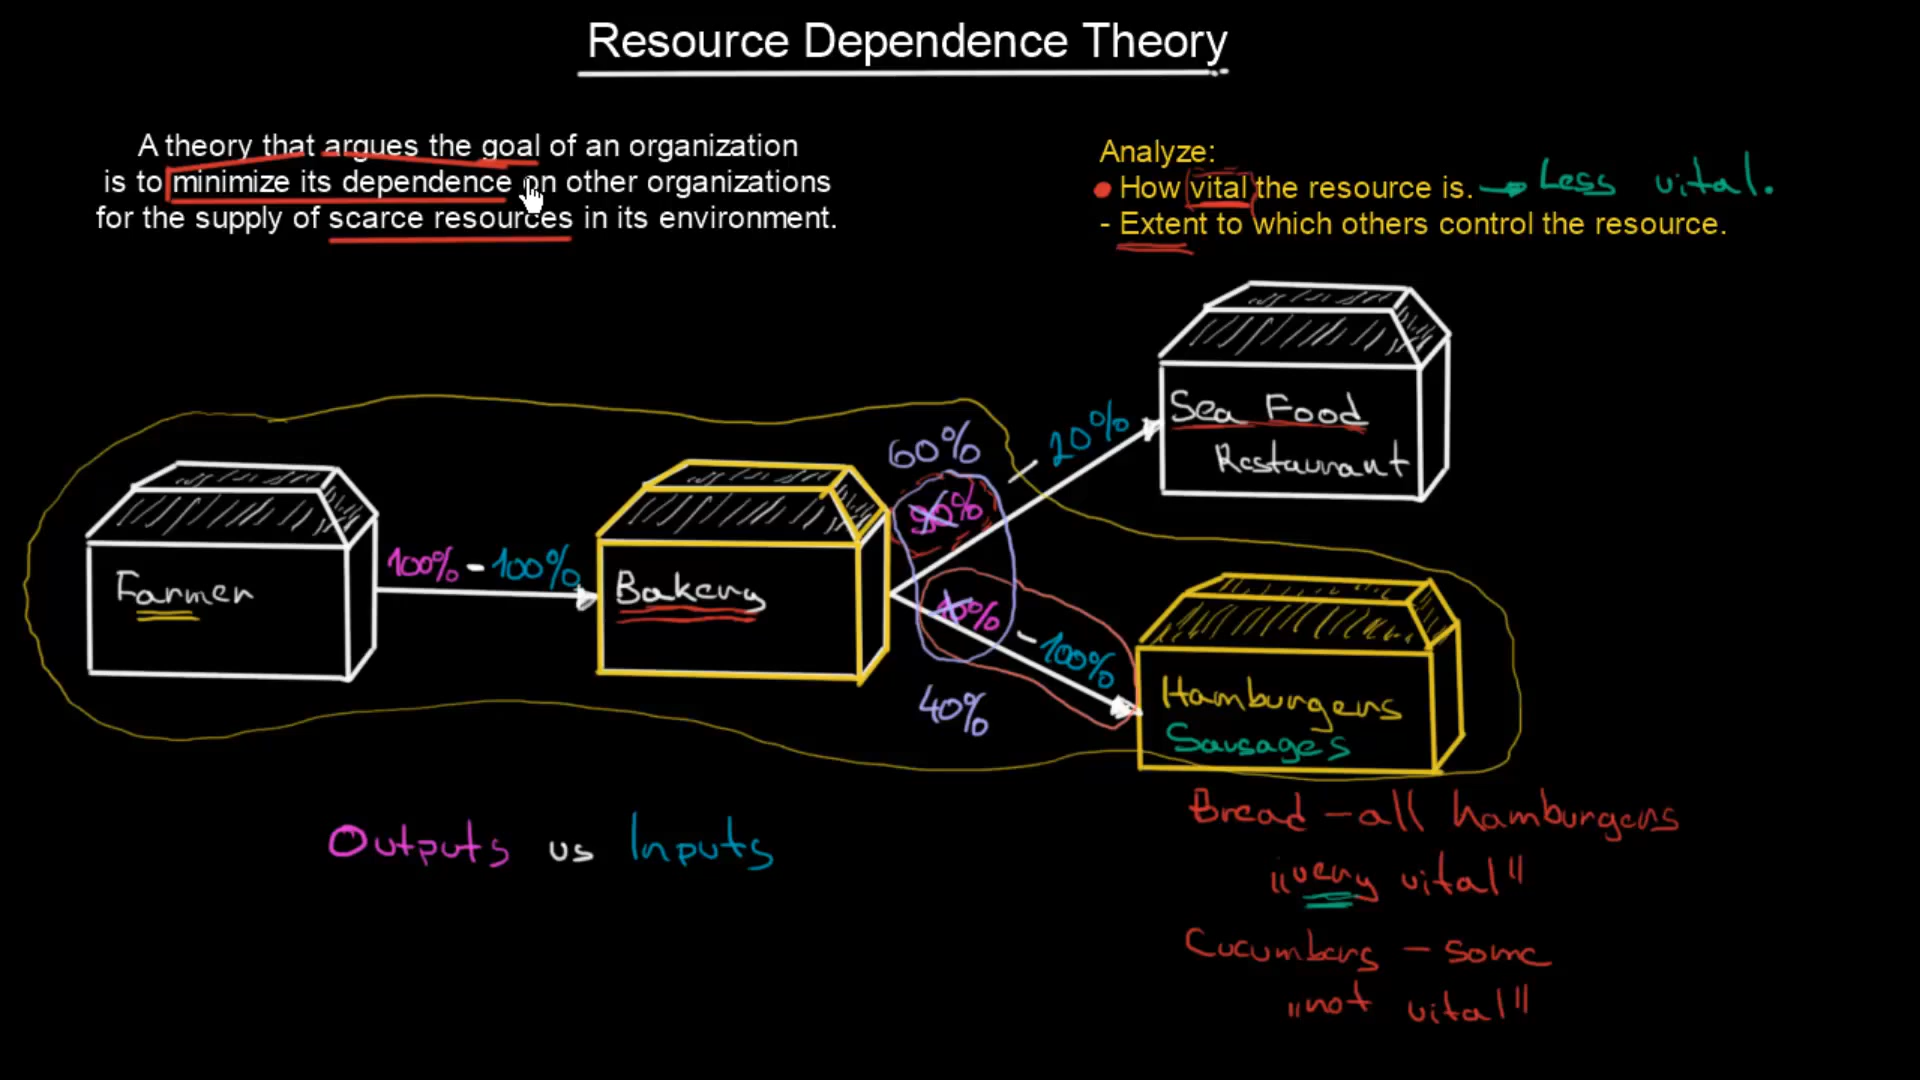 Resource Dependence Theory
A theory that argues the goal of an organization
is to minimize its dependence on other organizations
for the supply of scarce resources in its environment.
Analyze:
How vital the resource is. Less vital.
- Extent to which others control the resource.
Sea Food
Restaurant
20%
60%
90%
Farmer
100% - 100%
Bakery
10% - 100%
40%
Hamburgers
Sausages
Outputs vs Inputs
Bread - all hamburgers
"very vital"
Cucumbers - some
"not vital"